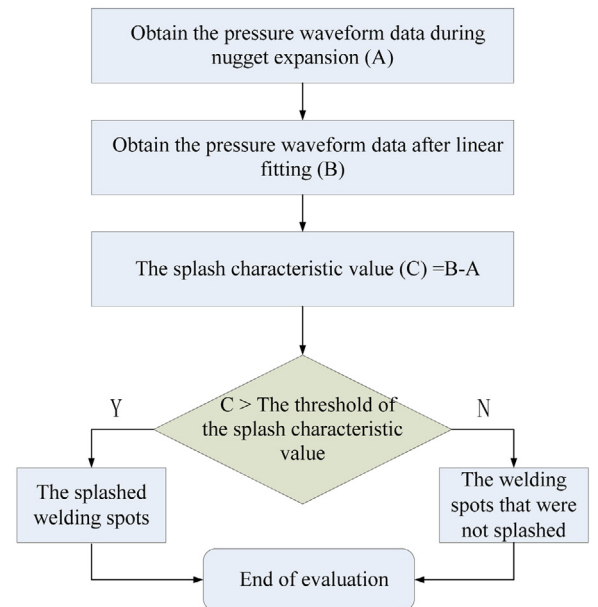 Obtain the pressure waveform data during
nugget expansion (A)
Obtain the pressure waveform data after linear
fitting (B)
The splash characteristic value (C) =B-A
C > The threshold of
the splash characteristic
value
Y
N
The splashed
welding spots
The welding
spots that were
not splashed
End of evaluation